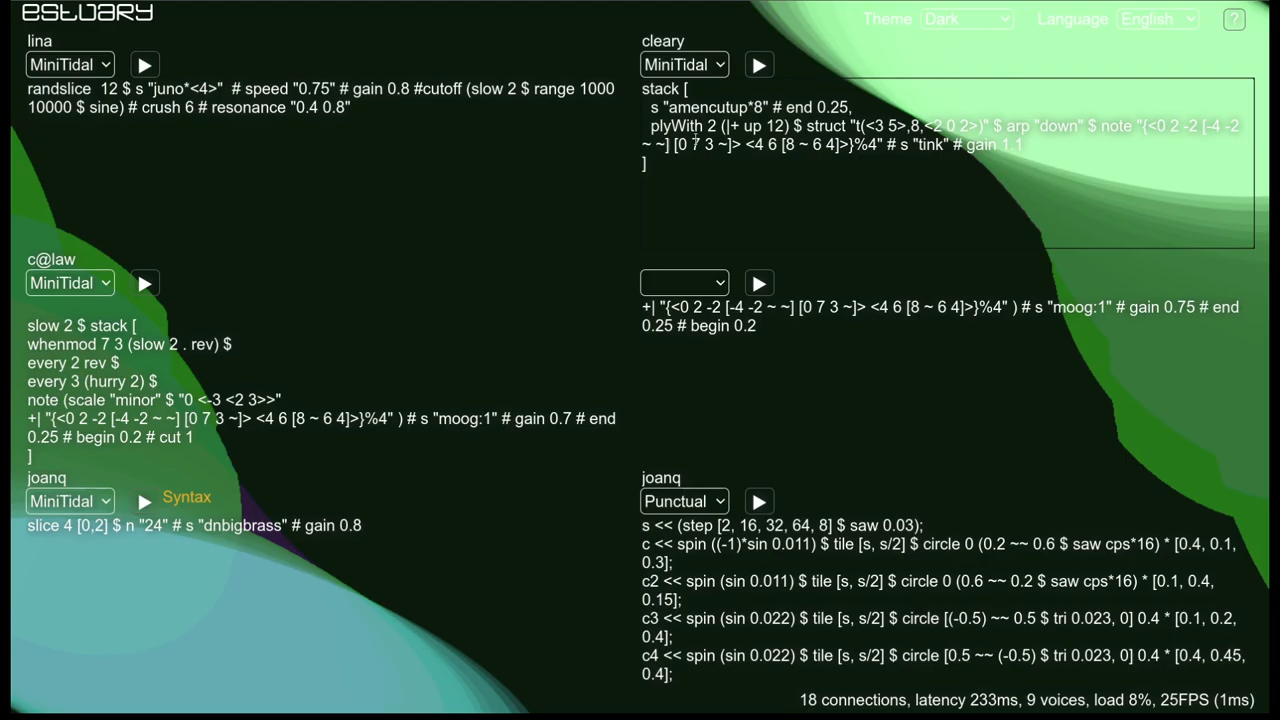 estuary
Theme Dark Language English ?
lina
MiniTidal
randslice  12 $ s "juno*<4>"  # speed "0.75" # gain 0.8 #cutoff (slow 2 $ range 1000
10000 $ sine) # crush 6 # resonance "0.4 0.8"
cleary
MiniTidal
stack [
s "amencutup*8" # end 0.25,
plyWith 2 (|+ up 12) $ struct "t(<3 5>,8,<2 0 2>)" $ arp "down" $ note "{<0 2 -2 [-4 -2
~ ~] [0 7 3 ~]> <4 6 [8 ~ 6 4]>}%4" # s "tink" # gain 1.1
]
c@law
MiniTidal
slow 2 $ stack [
whenmod 7 3 (slow 2 . rev) $
every 2 rev $
every 3 (hurry 2) $
note (scale "minor" $ "0 <-3 <2 3>>"
+| "{<0 2 -2 [-4 -2 ~ ~] [0 7 3 ~]> <4 6 [8 ~ 6 4]>}%4" ) # s "moog:1" # gain 0.7 # end
0.25 # begin 0.2 # cut 1
]
+| "{<0 2 -2 [-4 -2 ~ ~] [0 7 3 ~]> <4 6 [8 ~ 6 4]>}%4" ) # s "moog:1" # gain 0.75 # end
0.25 # begin 0.2
joanq
MiniTidal Syntax
slice 4 [0,2] $ n "24" # s "dnbigbrass" # gain 0.8
joanq
Punctual
s << (step [2, 16, 32, 64, 8] $ saw 0.03);
c << spin ((-1)*sin 0.011) $ tile [s, s/2] $ circle 0 (0.2 ~~ 0.6 $ saw cps*16) * [0.4, 0.1,
0.3];
c2 << spin (sin 0.011) $ tile [s, s/2] $ circle 0 (0.6 ~~ 0.2 $ saw cps*16) * [0.1, 0.4,
0.15];
c3 << spin (sin 0.022) $ tile [s, s/2] $ circle [(-0.5) ~~ 0.5 $ tri 0.023, 0] 0.4 * [0.1, 0.2,
0.4];
c4 << spin (sin 0.022) $ tile [s, s/2] $ circle [0.5 ~~ (-0.5) $ tri 0.023, 0] 0.4 * [0.4, 0.45,
0.4];
18 connections, latency 233ms, 9 voices, load 8%, 25FPS (1ms)